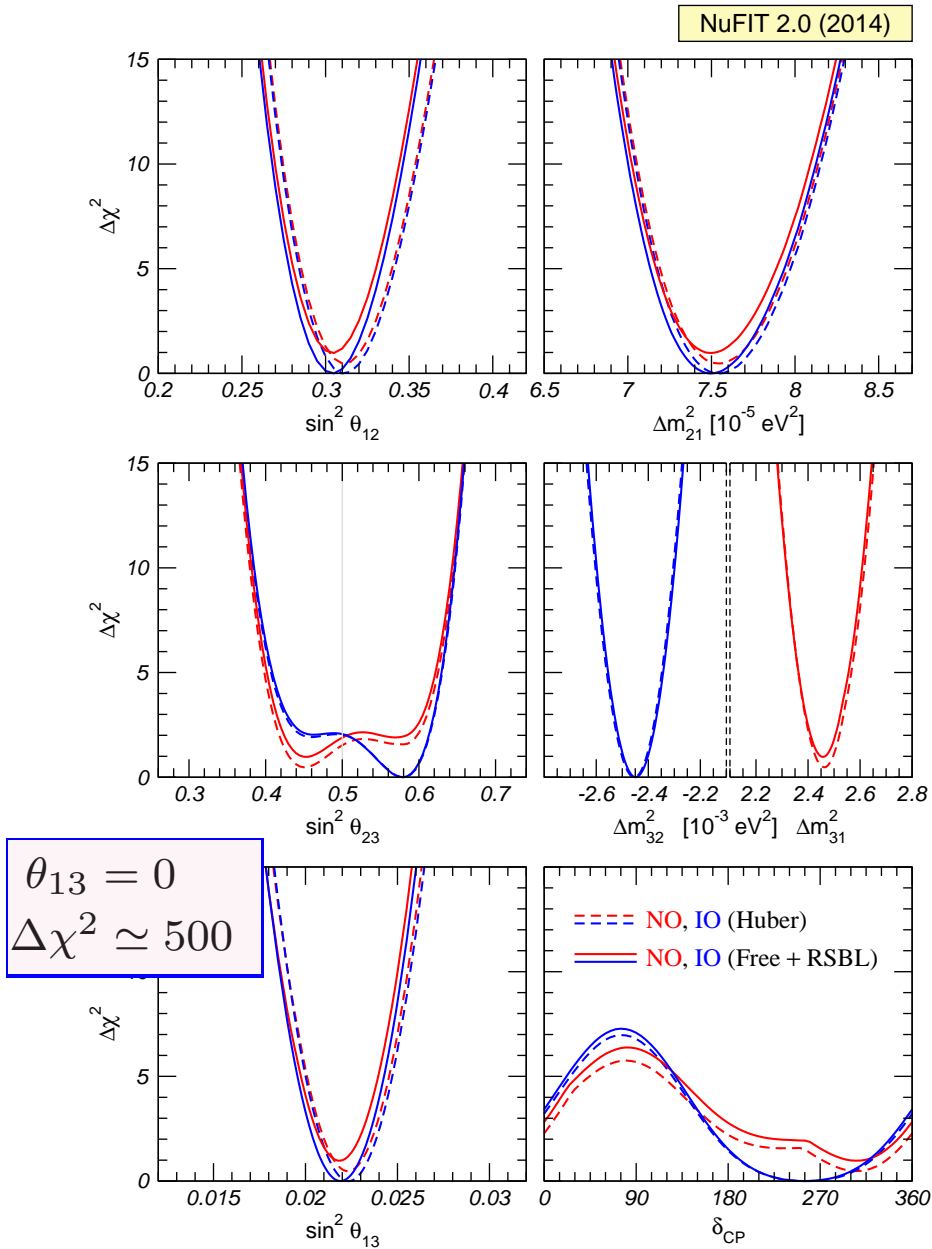 NuFIT 2.0 (2014)
15
10
5
0
Δχ²
0.2 0.25 0.3 0.35 0.4
sin² θ₁₂
6.5 7 7.5 8 8.5
Δm²₂₁ [10⁻⁵ eV²]
15
10
5
0
Δχ²
0.3 0.4 0.5 0.6 0.7
sin² θ₂₃
-2.6 -2.4 -2.2 2.2 2.4 2.6 2.8
Δm²₃₂ [10⁻³ eV²] Δm²₃₁
θ₁₃ = 0
Δχ² ≃ 500
5
0
Δχ²
0.015 0.02 0.025 0.03
sin² θ₁₃
NO, IO (Huber)
NO, IO (Free + RSBL)
0 90 180 270 360
δCP